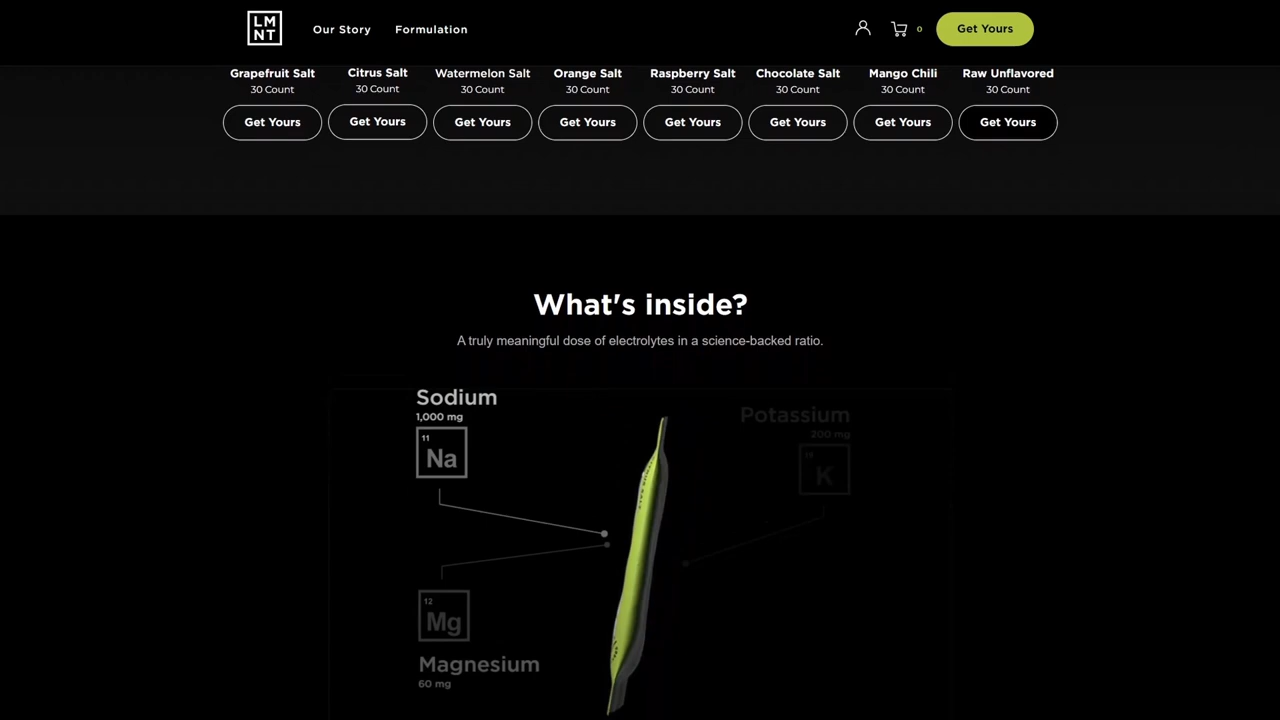 LM
NT
Our Story
Formulation
0
Get Yours
Grapefruit Salt
30 Count
Get Yours
Citrus Salt
30 Count
Get Yours
Watermelon Salt
30 Count
Get Yours
Orange Salt
30 Count
Get Yours
Raspberry Salt
30 Count
Get Yours
Chocolate Salt
30 Count
Get Yours
Mango Chili
30 Count
Get Yours
Raw Unflavored
30 Count
Get Yours
What's inside?
A truly meaningful dose of electrolytes in a science-backed ratio.
Sodium
1,000 mg
11
Na
Potassium
200 mg
19
K
12
Mg
Magnesium
60 mg